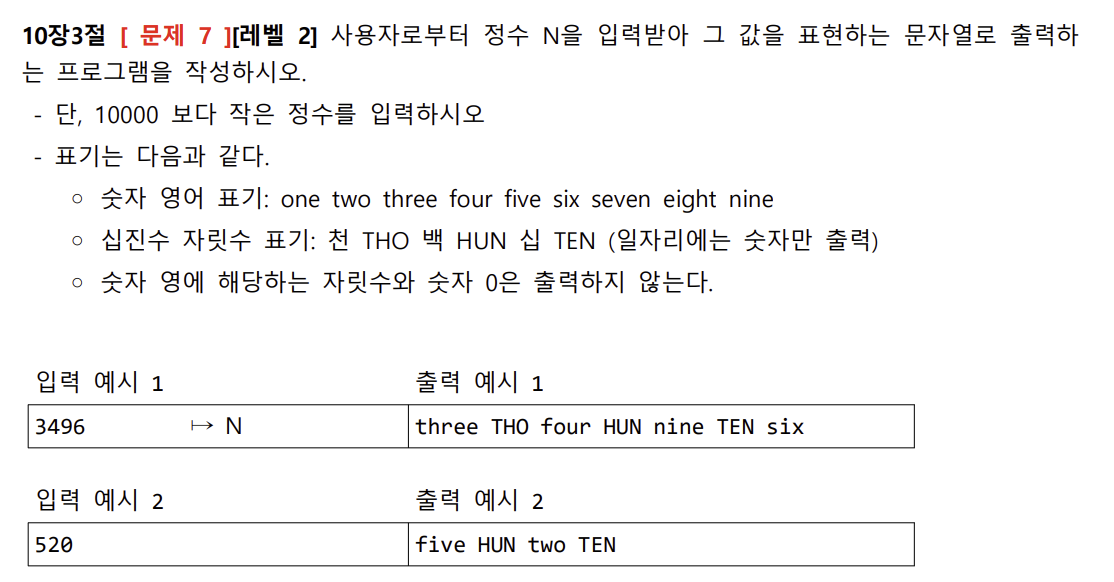 10장3절 [ 문제 7 ][레벨 2] 사용자로부터 정수 N을 입력받아 그 값을 표현하는 문자열로 출력하
는 프로그램을 작성하시오.
- 단, 10000 보다 작은 정수를 입력하시오
- 표기는 다음과 같다.
○ 숫자 영어 표기: one two three four five six seven eight nine
○ 십진수 자릿수 표기: 천 THO 백 HUN 십 TEN (일자리에는 숫자만 출력)
○ 숫자 영에 해당하는 자릿수와 숫자 0은 출력하지 않는다.
입력 예시 1 출력 예시 1
3496 ↦ N three THO four HUN nine TEN six
입력 예시 2 출력 예시 2
520 five HUN two TEN